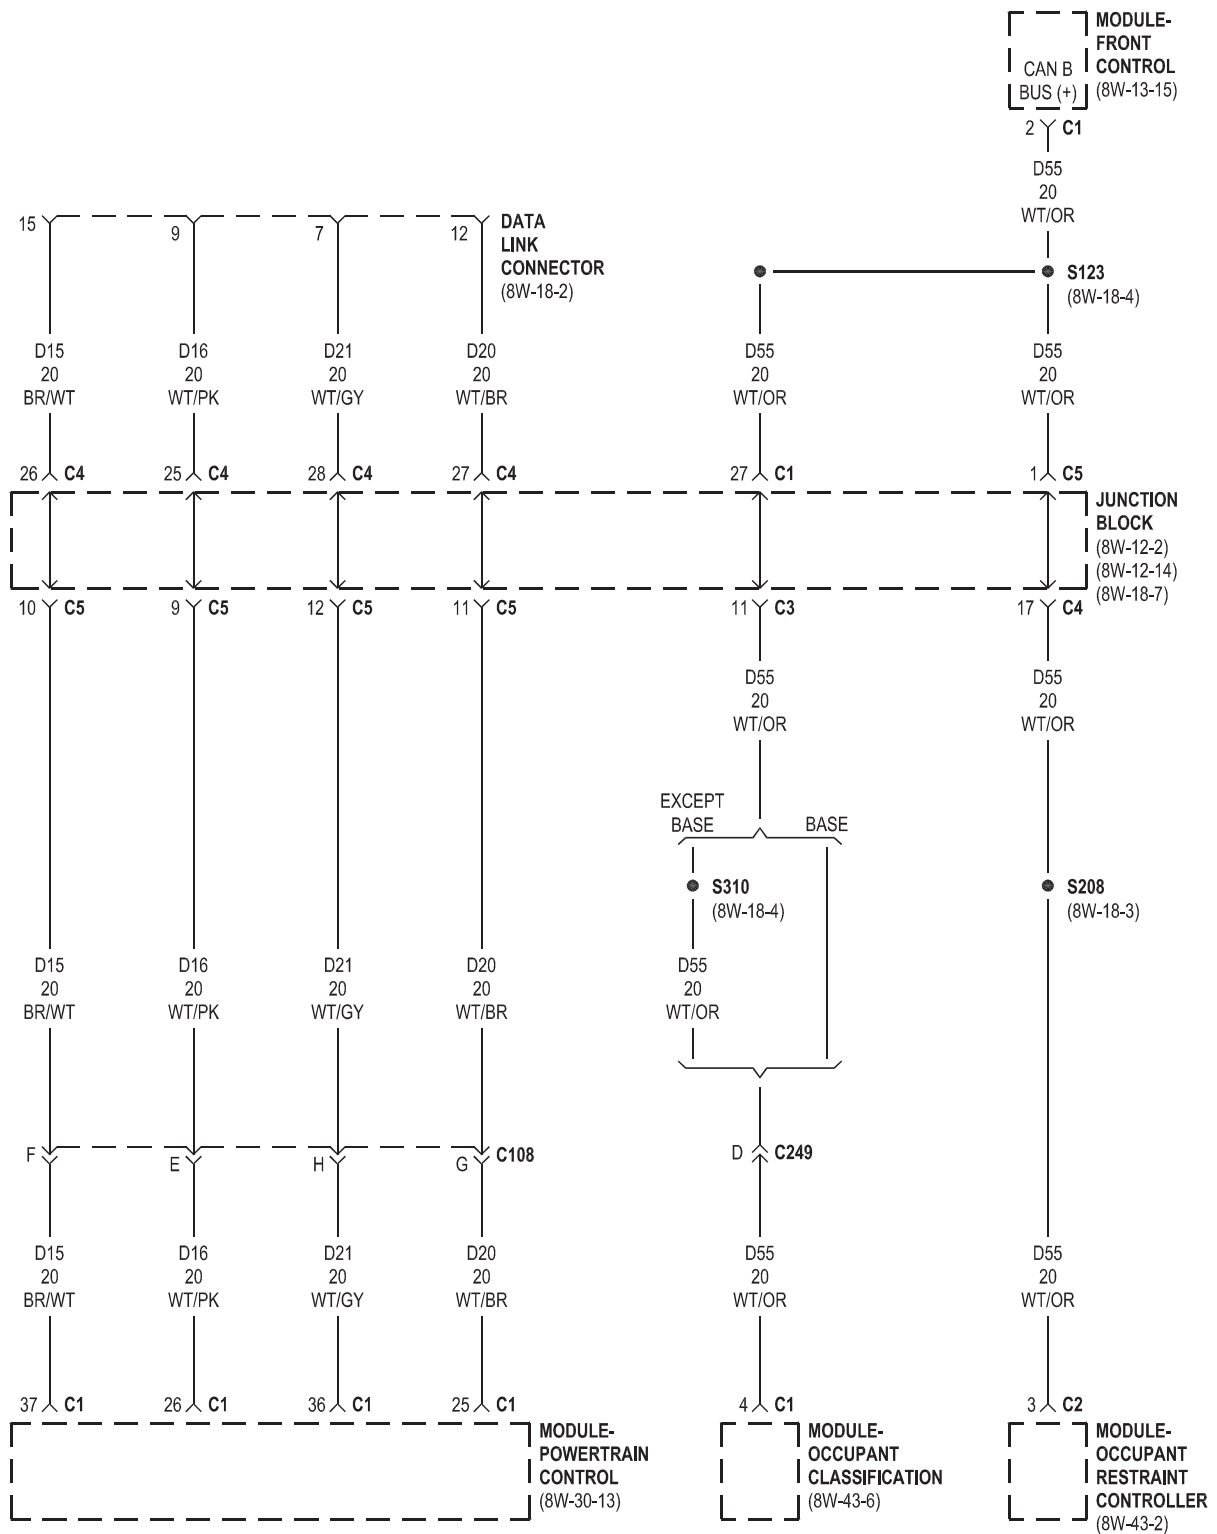 MODULE-
FRONT
CONTROL
(8W-13-15)
CAN B
BUS (+)
2 C1
D55
20
WT/OR
15 9 7 12
DATA
LINK
CONNECTOR
(8W-18-2)
S123
(8W-18-4)
D15 D16 D21 D20 D55 D55
20 20 20 20 20 20
BR/WT WT/PK WT/GY WT/BR WT/OR WT/OR
26 C4 25 C4 28 C4 27 C4 27 C1 1 C5
JUNCTION
BLOCK
(8W-12-2)
(8W-12-14)
(8W-18-7)
10 C5 9 C5 12 C5 11 C5 11 C3 17 C4
D55 D55
20 20
WT/OR WT/OR
EXCEPT
BASE BASE
S310 S208
(8W-18-4) (8W-18-3)
D15 D16 D21 D20 D55
20 20 20 20 20
BR/WT WT/PK WT/GY WT/BR WT/OR
F E H G C108 D C249
D15 D16 D21 D20 D55 D55
20 20 20 20 20 20
BR/WT WT/PK WT/GY WT/BR WT/OR WT/OR
37 C1 26 C1 36 C1 25 C1 4 C1 3 C2
MODULE-
POWERTRAIN
CONTROL
(8W-30-13)
MODULE-
OCCUPANT
CLASSIFICATION
(8W-43-6)
MODULE-
OCCUPANT
RESTRAINT
CONTROLLER
(8W-43-2)